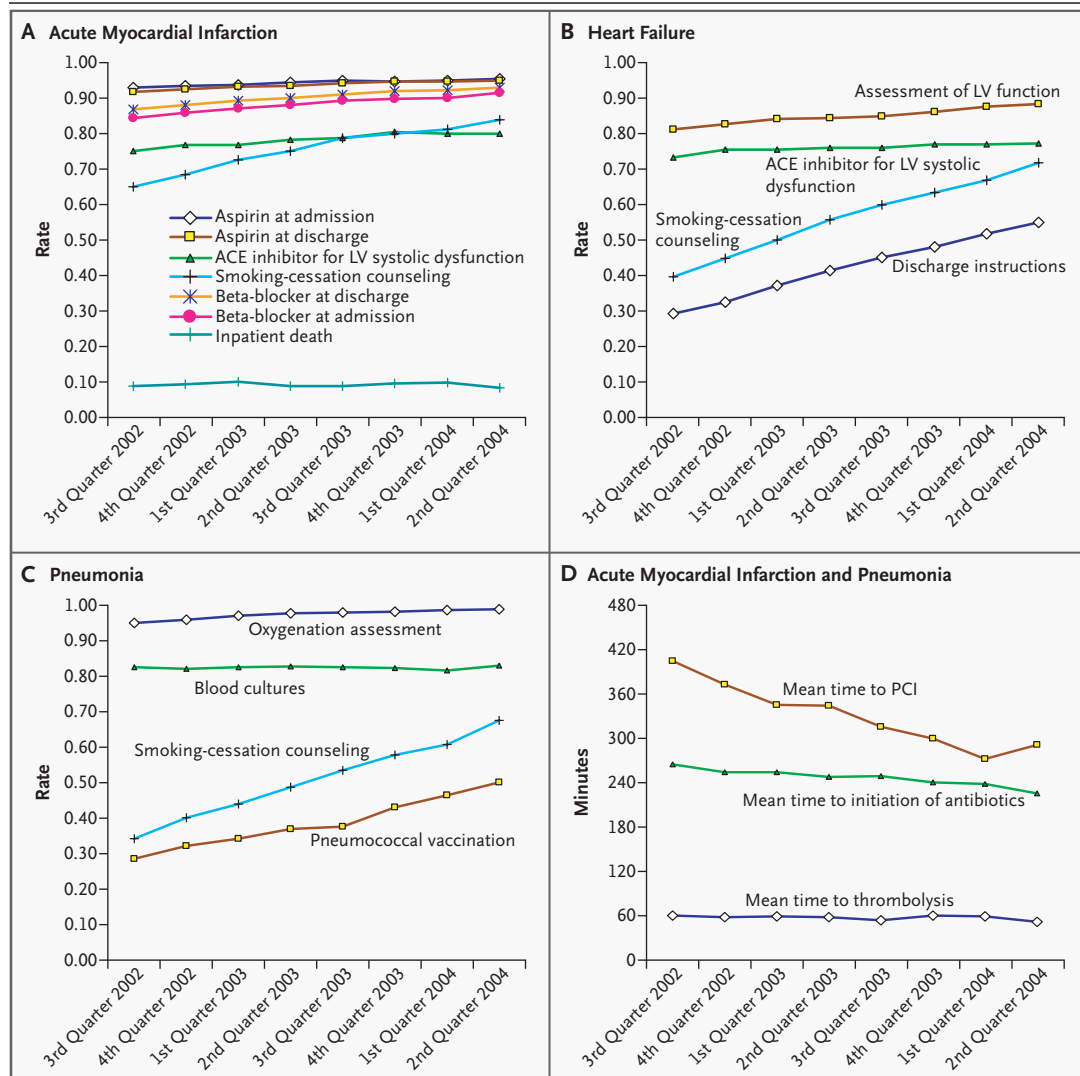 A Acute Myocardial Infarction
1.00
0.90
0.80
0.70
0.60
0.50
0.40
0.30
0.20
0.10
0.00
Rate
Aspirin at admission
Aspirin at discharge
ACE inhibitor for LV systolic dysfunction
Smoking-cessation counseling
Beta-blocker at discharge
Beta-blocker at admission
Inpatient death
3rd Quarter 2002
4th Quarter 2002
1st Quarter 2003
2nd Quarter 2003
3rd Quarter 2003
4th Quarter 2003
1st Quarter 2004
2nd Quarter 2004
B Heart Failure
1.00
0.90
0.80
0.70
0.60
0.50
0.40
0.30
0.20
0.10
0.00
Rate
Assessment of LV function
ACE inhibitor for LV systolic
dysfunction
Smoking-cessation
counseling
Discharge instructions
3rd Quarter 2002
4th Quarter 2002
1st Quarter 2003
2nd Quarter 2003
3rd Quarter 2003
4th Quarter 2003
1st Quarter 2004
2nd Quarter 2004
C Pneumonia
1.00
0.90
0.80
0.70
0.60
0.50
0.40
0.30
0.20
0.10
0.00
Rate
Oxygenation assessment
Blood cultures
Smoking-cessation counseling
Pneumococcal vaccination
3rd Quarter 2002
4th Quarter 2002
1st Quarter 2003
2nd Quarter 2003
3rd Quarter 2003
4th Quarter 2003
1st Quarter 2004
2nd Quarter 2004
D Acute Myocardial Infarction and Pneumonia
480
420
360
300
240
180
120
60
0
Minutes
Mean time to PCI
Mean time to initiation of antibiotics
Mean time to thrombolysis
3rd Quarter 2002
4th Quarter 2002
1st Quarter 2003
2nd Quarter 2003
3rd Quarter 2003
4th Quarter 2003
1st Quarter 2004
2nd Quarter 2004